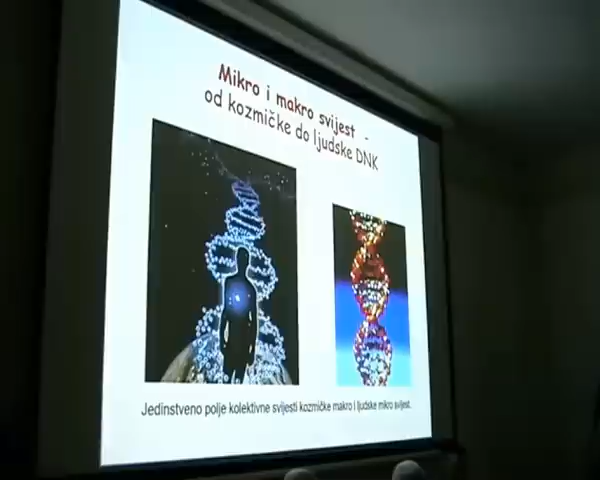 Mikro i makro svijest -
od kozmičke do ljudske DNK
Jedinstveno polje kolektivne svijesti kozmičke makro i ljudske mikro svijest.